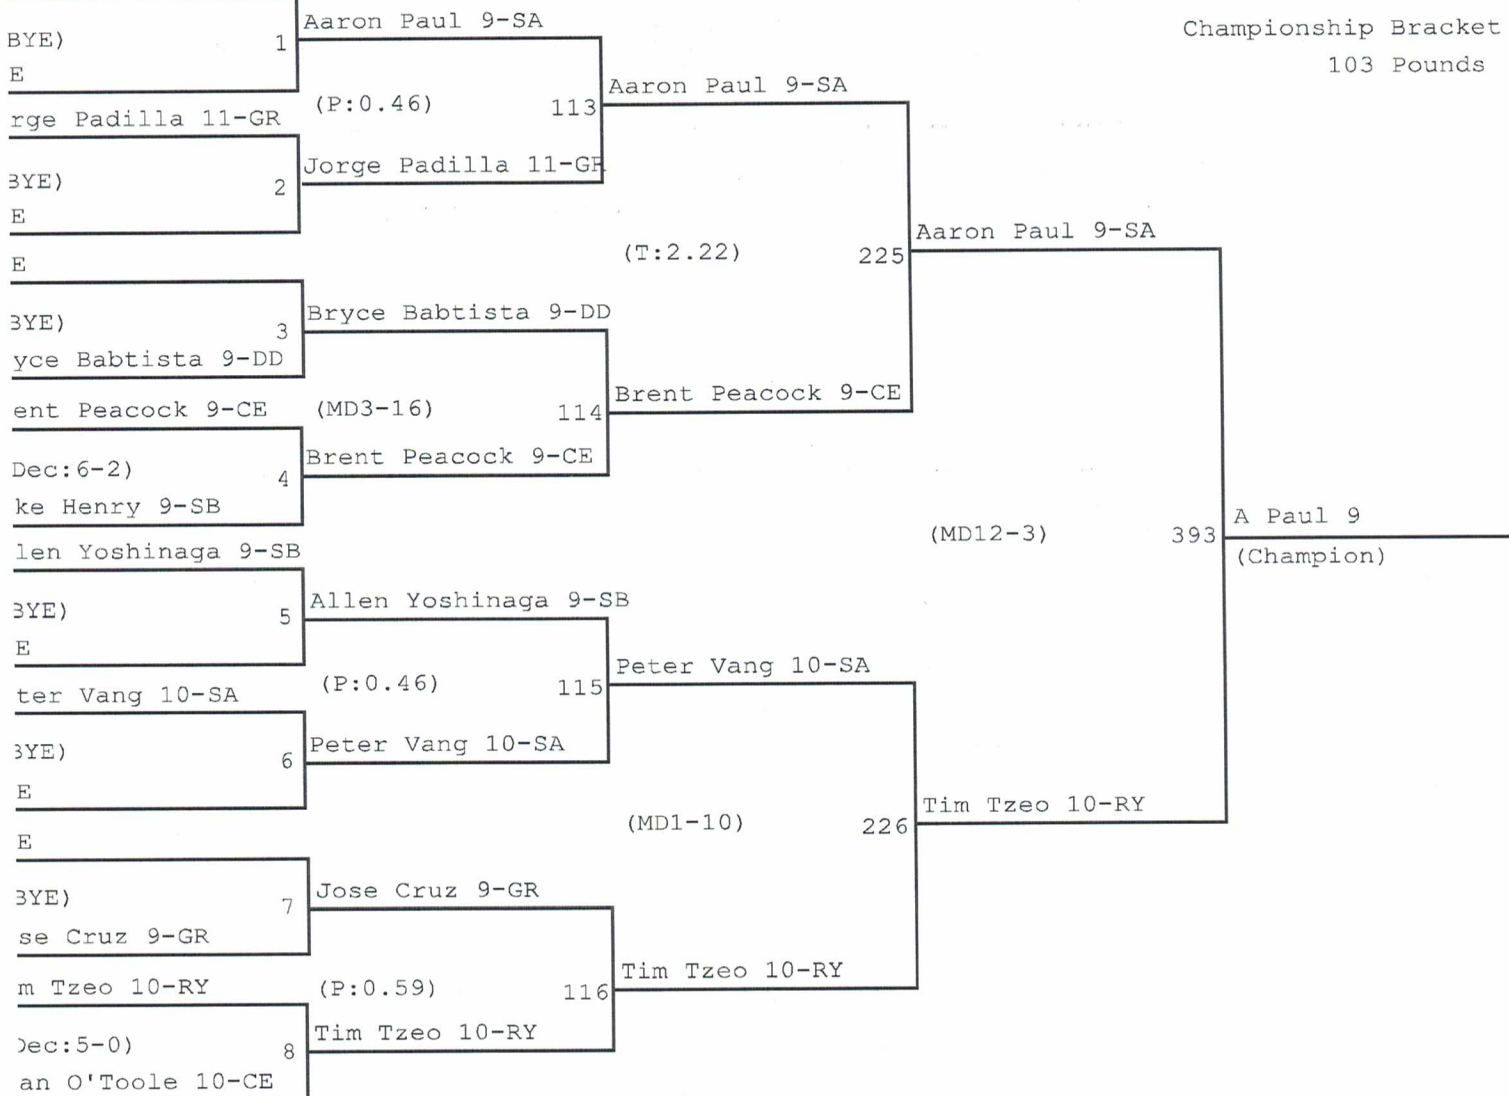 Championship Bracket
103 Pounds
Aaron Paul 9-SA
BYE)
1
E
(P:0.46)
113
Aaron Paul 9-SA
rge Padilla 11-GR
Jorge Padilla 11-GR
BYE)
2
E
(T:2.22)
225
Aaron Paul 9-SA
E
Bryce Babtista 9-DD
BYE)
3
yce Babtista 9-DD
ent Peacock 9-CE
(MD3-16)
114
Brent Peacock 9-CE
Brent Peacock 9-CE
Dec:6-2)
4
ke Henry 9-SB
(MD12-3)
393
A Paul 9
(Champion)
len Yoshinaga 9-SB
Allen Yoshinaga 9-SB
BYE)
5
E
(P:0.46)
115
Peter Vang 10-SA
ter Vang 10-SA
Peter Vang 10-SA
BYE)
6
E
(MD1-10)
226
Tim Tzeo 10-RY
E
Jose Cruz 9-GR
BYE)
7
se Cruz 9-GR
m Tzeo 10-RY
(P:0.59)
116
Tim Tzeo 10-RY
Tim Tzeo 10-RY
Dec:5-0)
8
an O'Toole 10-CE